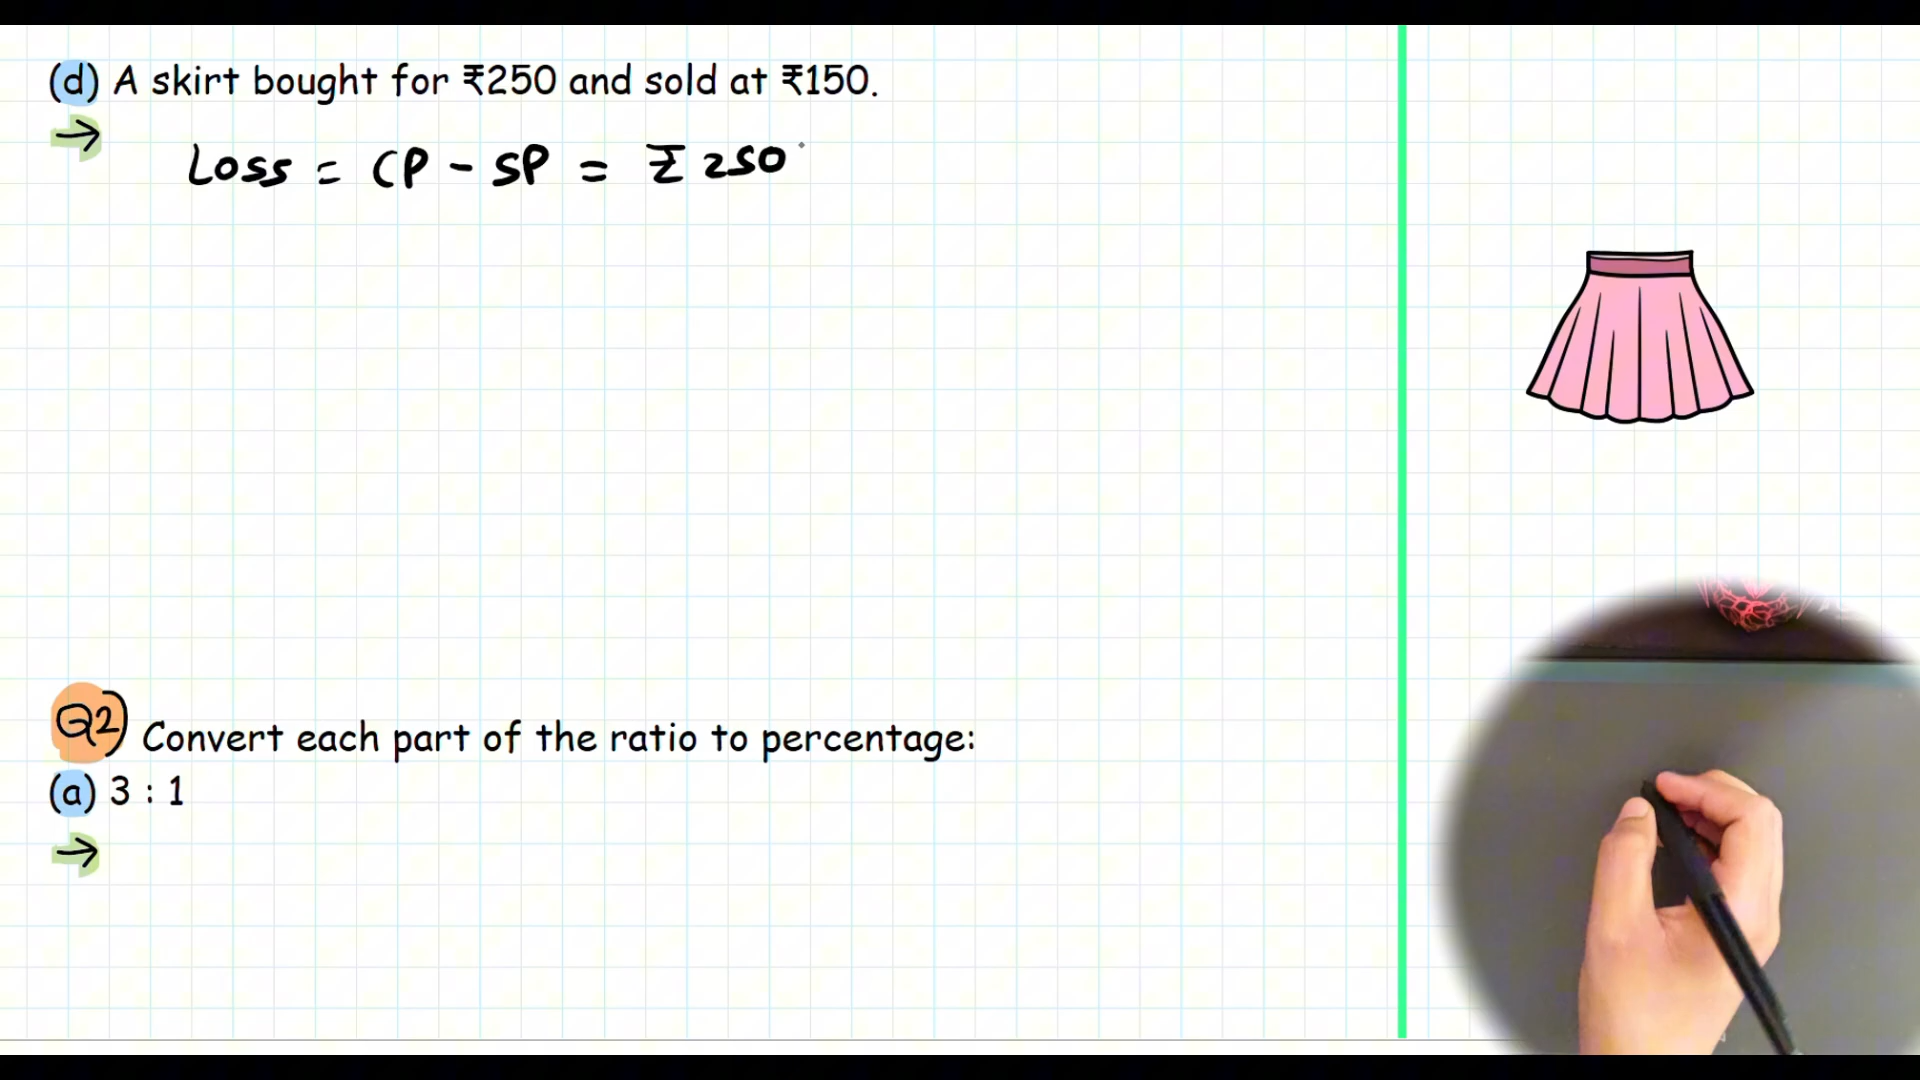 (d) A skirt bought for ₹250 and sold at ₹150.
→
Loss = CP - SP = ₹ 250
Q2) Convert each part of the ratio to percentage:
(a) 3 : 1
→